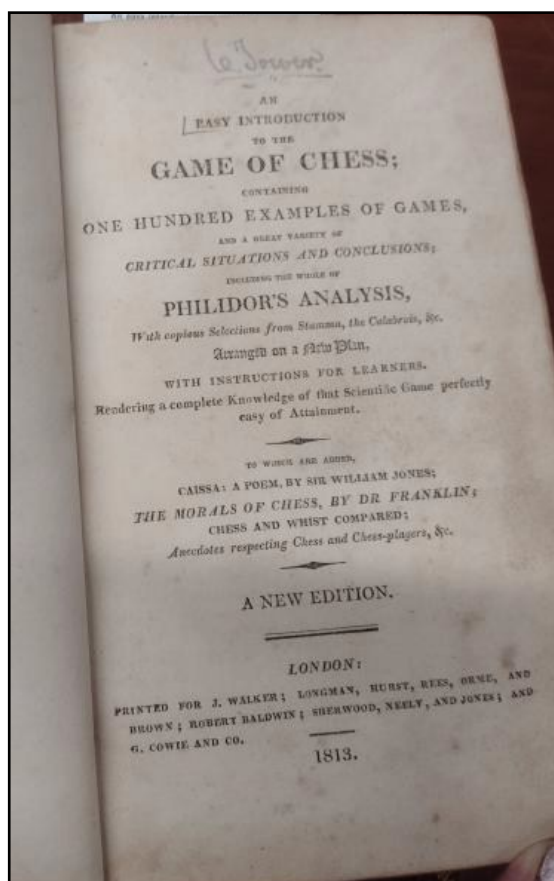 AN
EASY INTRODUCTION
TO THE
GAME OF CHESS;
CONTAINING
ONE HUNDRED EXAMPLES OF GAMES,
AND A GREAT VARIETY OF
CRITICAL SITUATIONS AND CONCLUSIONS;
INCLUDING THE WHOLE OF
PHILIDOR'S ANALYSIS,
With copious Selections from Stamma, the Calabrois, &c.
Arranged on a New Plan,
WITH INSTRUCTIONS FOR LEARNERS.
Rendering a complete Knowledge of that Scientific Game perfectly
easy of Attainment.
TO WHICH ARE ADDED,
CAISSA: A POEM, BY SIR WILLIAM JONES;
THE MORALS OF CHESS, BY DR FRANKLIN;
CHESS AND WHIST COMPARED;
Anecdotes respecting Chess and Chess-players, &c.
A NEW EDITION.
LONDON:
PRINTED FOR J. WALKER; LONGMAN, HURST, REES, ORME, AND
BROWN; ROBERT BALDWIN; SHERWOOD, NEELY, AND JONES; AND
G. COWIE AND CO.
1813.